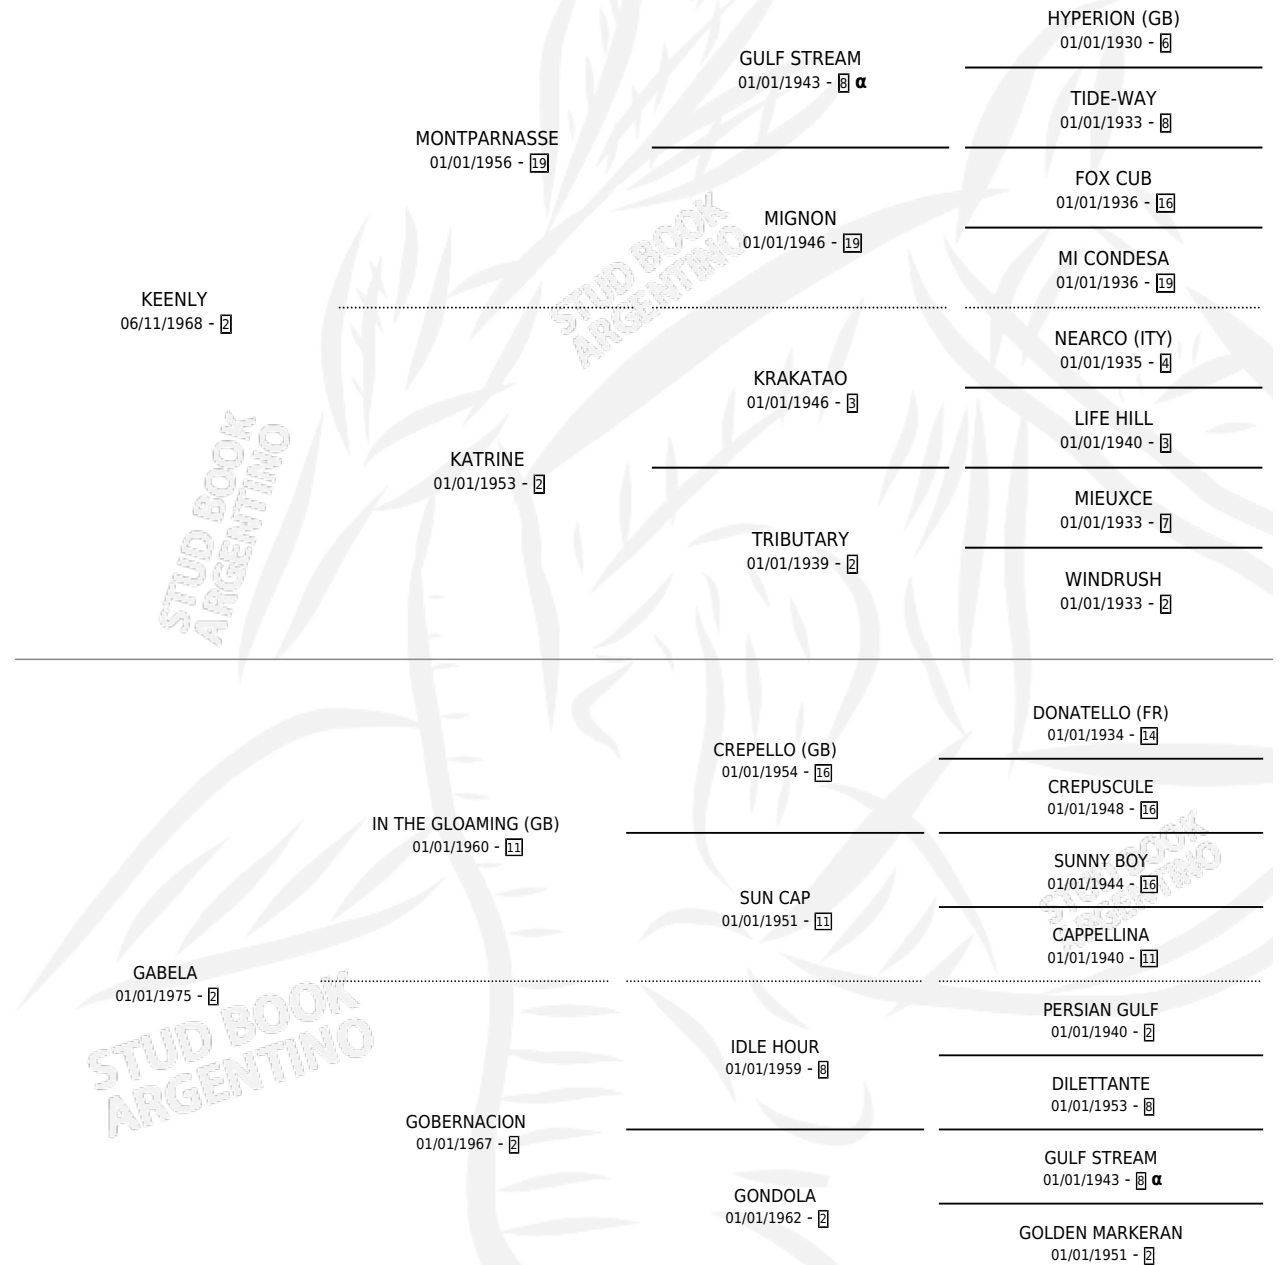 HYPERION (GB)
01/01/1930 - 6
GULF STREAM
01/01/1943 - 8 α
TIDE-WAY
01/01/1933 - 8
MONTPARNASSE
01/01/1956 - 19
FOX CUB
01/01/1936 - 16
MIGNON
01/01/1946 - 19
MI CONDESA
01/01/1936 - 19
STUD BOOK
ARGENTINO
KEENLY
06/11/1968 - 2
NEARCO (ITY)
01/01/1935 - 4
KRAKATAO
01/01/1946 - 3
LIFE HILL
01/01/1940 - 3
KATRINE
01/01/1953 - 2
MIEUXCE
01/01/1933 - 7
TRIBUTARY
01/01/1939 - 2
WINDRUSH
01/01/1933 - 2
STUD BOOK
ARGENTINO
DONATELLO (FR)
01/01/1934 - 14
CREPELLO (GB)
01/01/1954 - 16
CREPUSCULE
01/01/1948 - 16
IN THE GLOAMING (GB)
01/01/1960 - 11
SUNNY BOY
01/01/1944 - 16
SUN CAP
01/01/1951 - 11
CAPPELLINA
01/01/1940 - 11
STUD BOOK
ARGENTINO
GABELA
01/01/1975 - 2
PERSIAN GULF
01/01/1940 - 2
IDLE HOUR
01/01/1959 - 8
DILETTANTE
01/01/1953 - 8
STUD BOOK
ARGENTINO
GOBERNACION
01/01/1967 - 2
GULF STREAM
01/01/1943 - 8 α
GONDOLA
01/01/1962 - 2
GOLDEN MARKERAN
01/01/1951 - 2